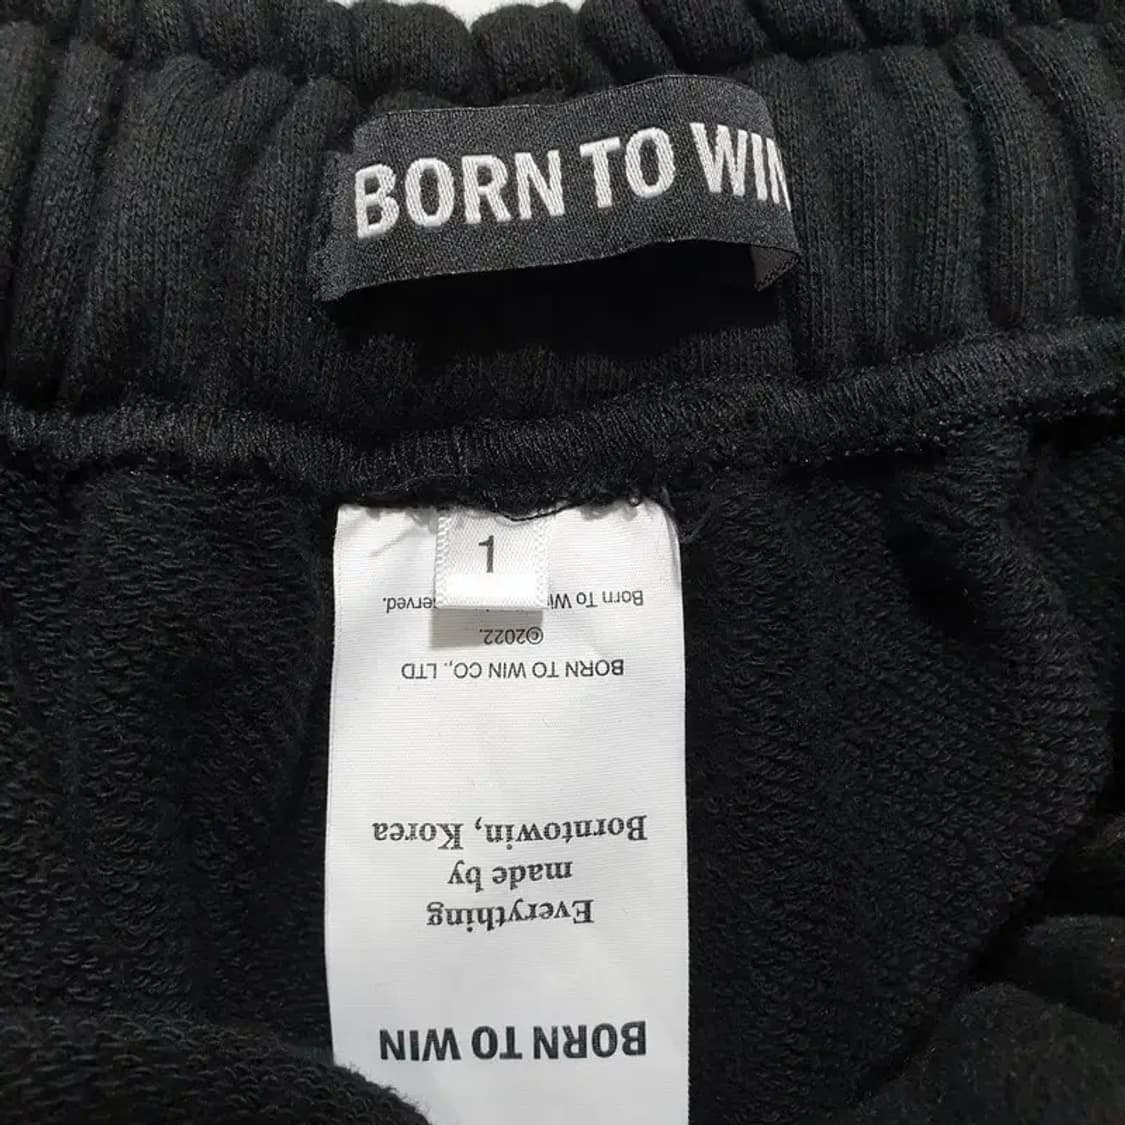 BORN TO WIN
1
BORN TO WIN
Everything
made by
Borntowin, Korea
BORN TO WIN CO., LTD
©2022.
Born To